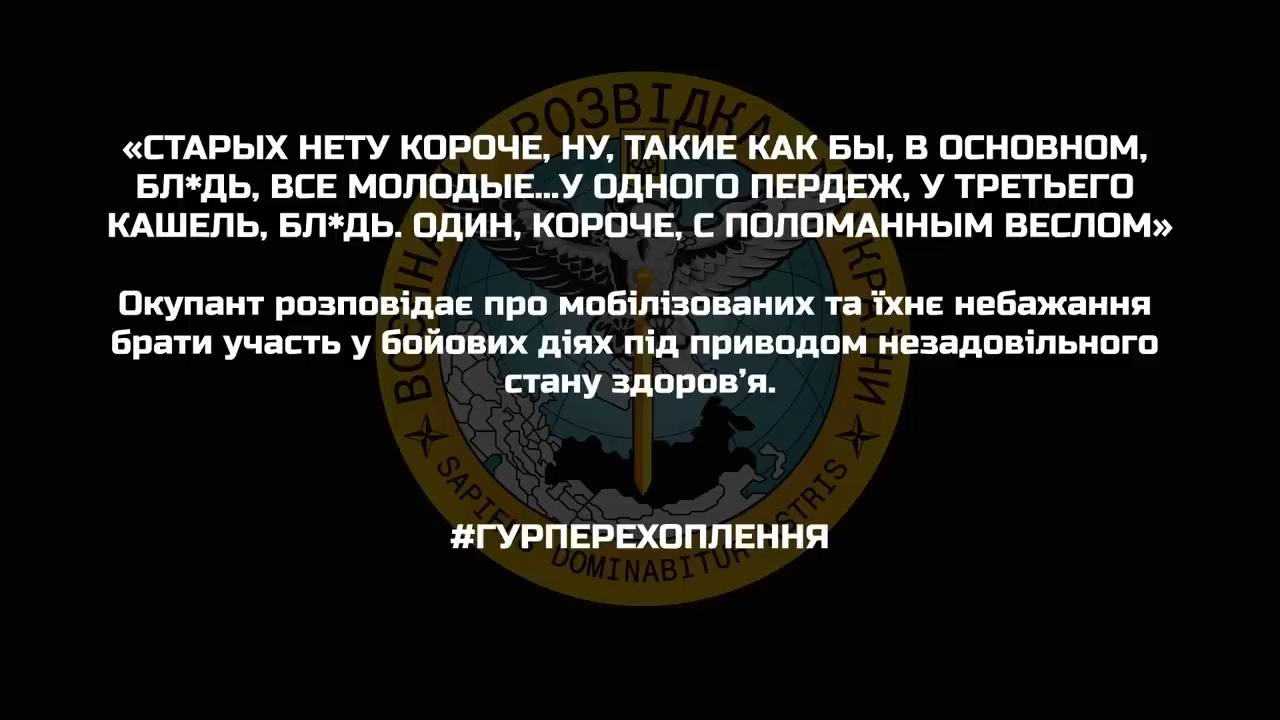 «СТАРЫХ НЕТУ КОРОЧЕ, НУ, ТАКИЕ КАК БЫ, В ОСНОВНОМ,
БЛ*ДЬ, ВСЕ МОЛОДЫЕ...У ОДНОГО ПЕРДЕЖ, У ТРЕТЬЕГО
КАШЕЛЬ, БЛ*ДЬ. ОДИН, КОРОЧЕ, С ПОЛОМАННЫМ ВЕСЛОМ»
Окупант розповідає про мобілізованих та їхнє небажання
брати участь у бойових діях під приводом незадовільного
стану здоров’я.
#ГУРПЕРЕХОПЛЕННЯ
РОЗВІДКА
DOMINABITUR